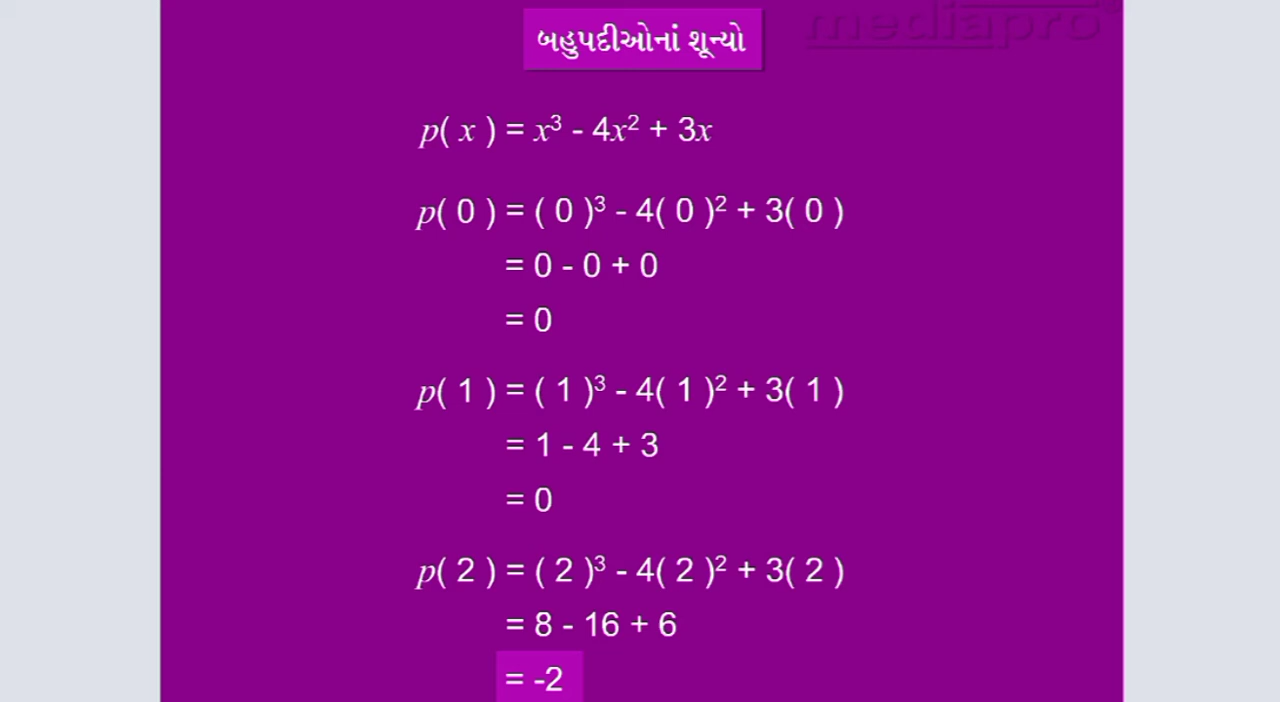 બહુપદીઓનાં શૂન્યો
mediapro
p( x ) = x³ - 4x² + 3x
p( 0 ) = ( 0 )³ - 4( 0 )² + 3( 0 )
= 0 - 0 + 0
= 0
p( 1 ) = ( 1 )³ - 4( 1 )² + 3( 1 )
= 1 - 4 + 3
= 0
p( 2 ) = ( 2 )³ - 4( 2 )² + 3( 2 )
= 8 - 16 + 6
= -2